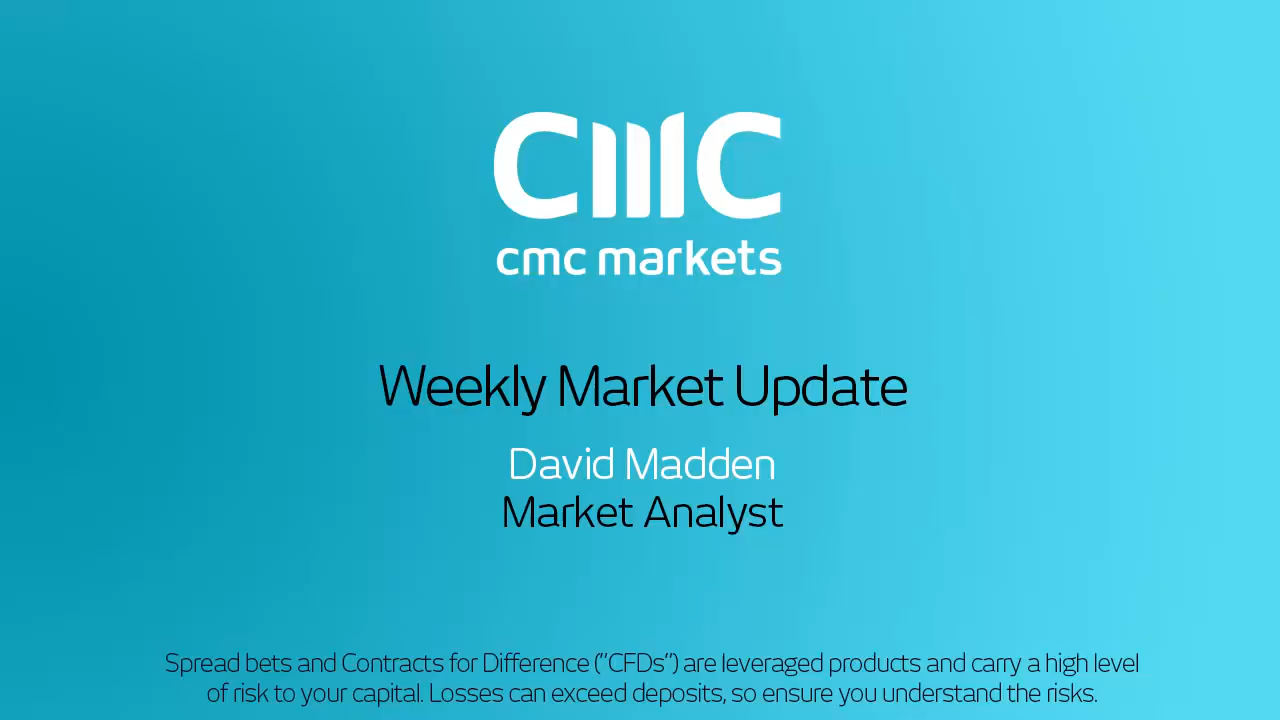 CMC
cmc markets
Weekly Market Update
David Madden
Market Analyst
Spread bets and Contracts for Difference ("CFDs") are leveraged products and carry a high level
of risk to your capital. Losses can exceed deposits, so ensure you understand the risks.